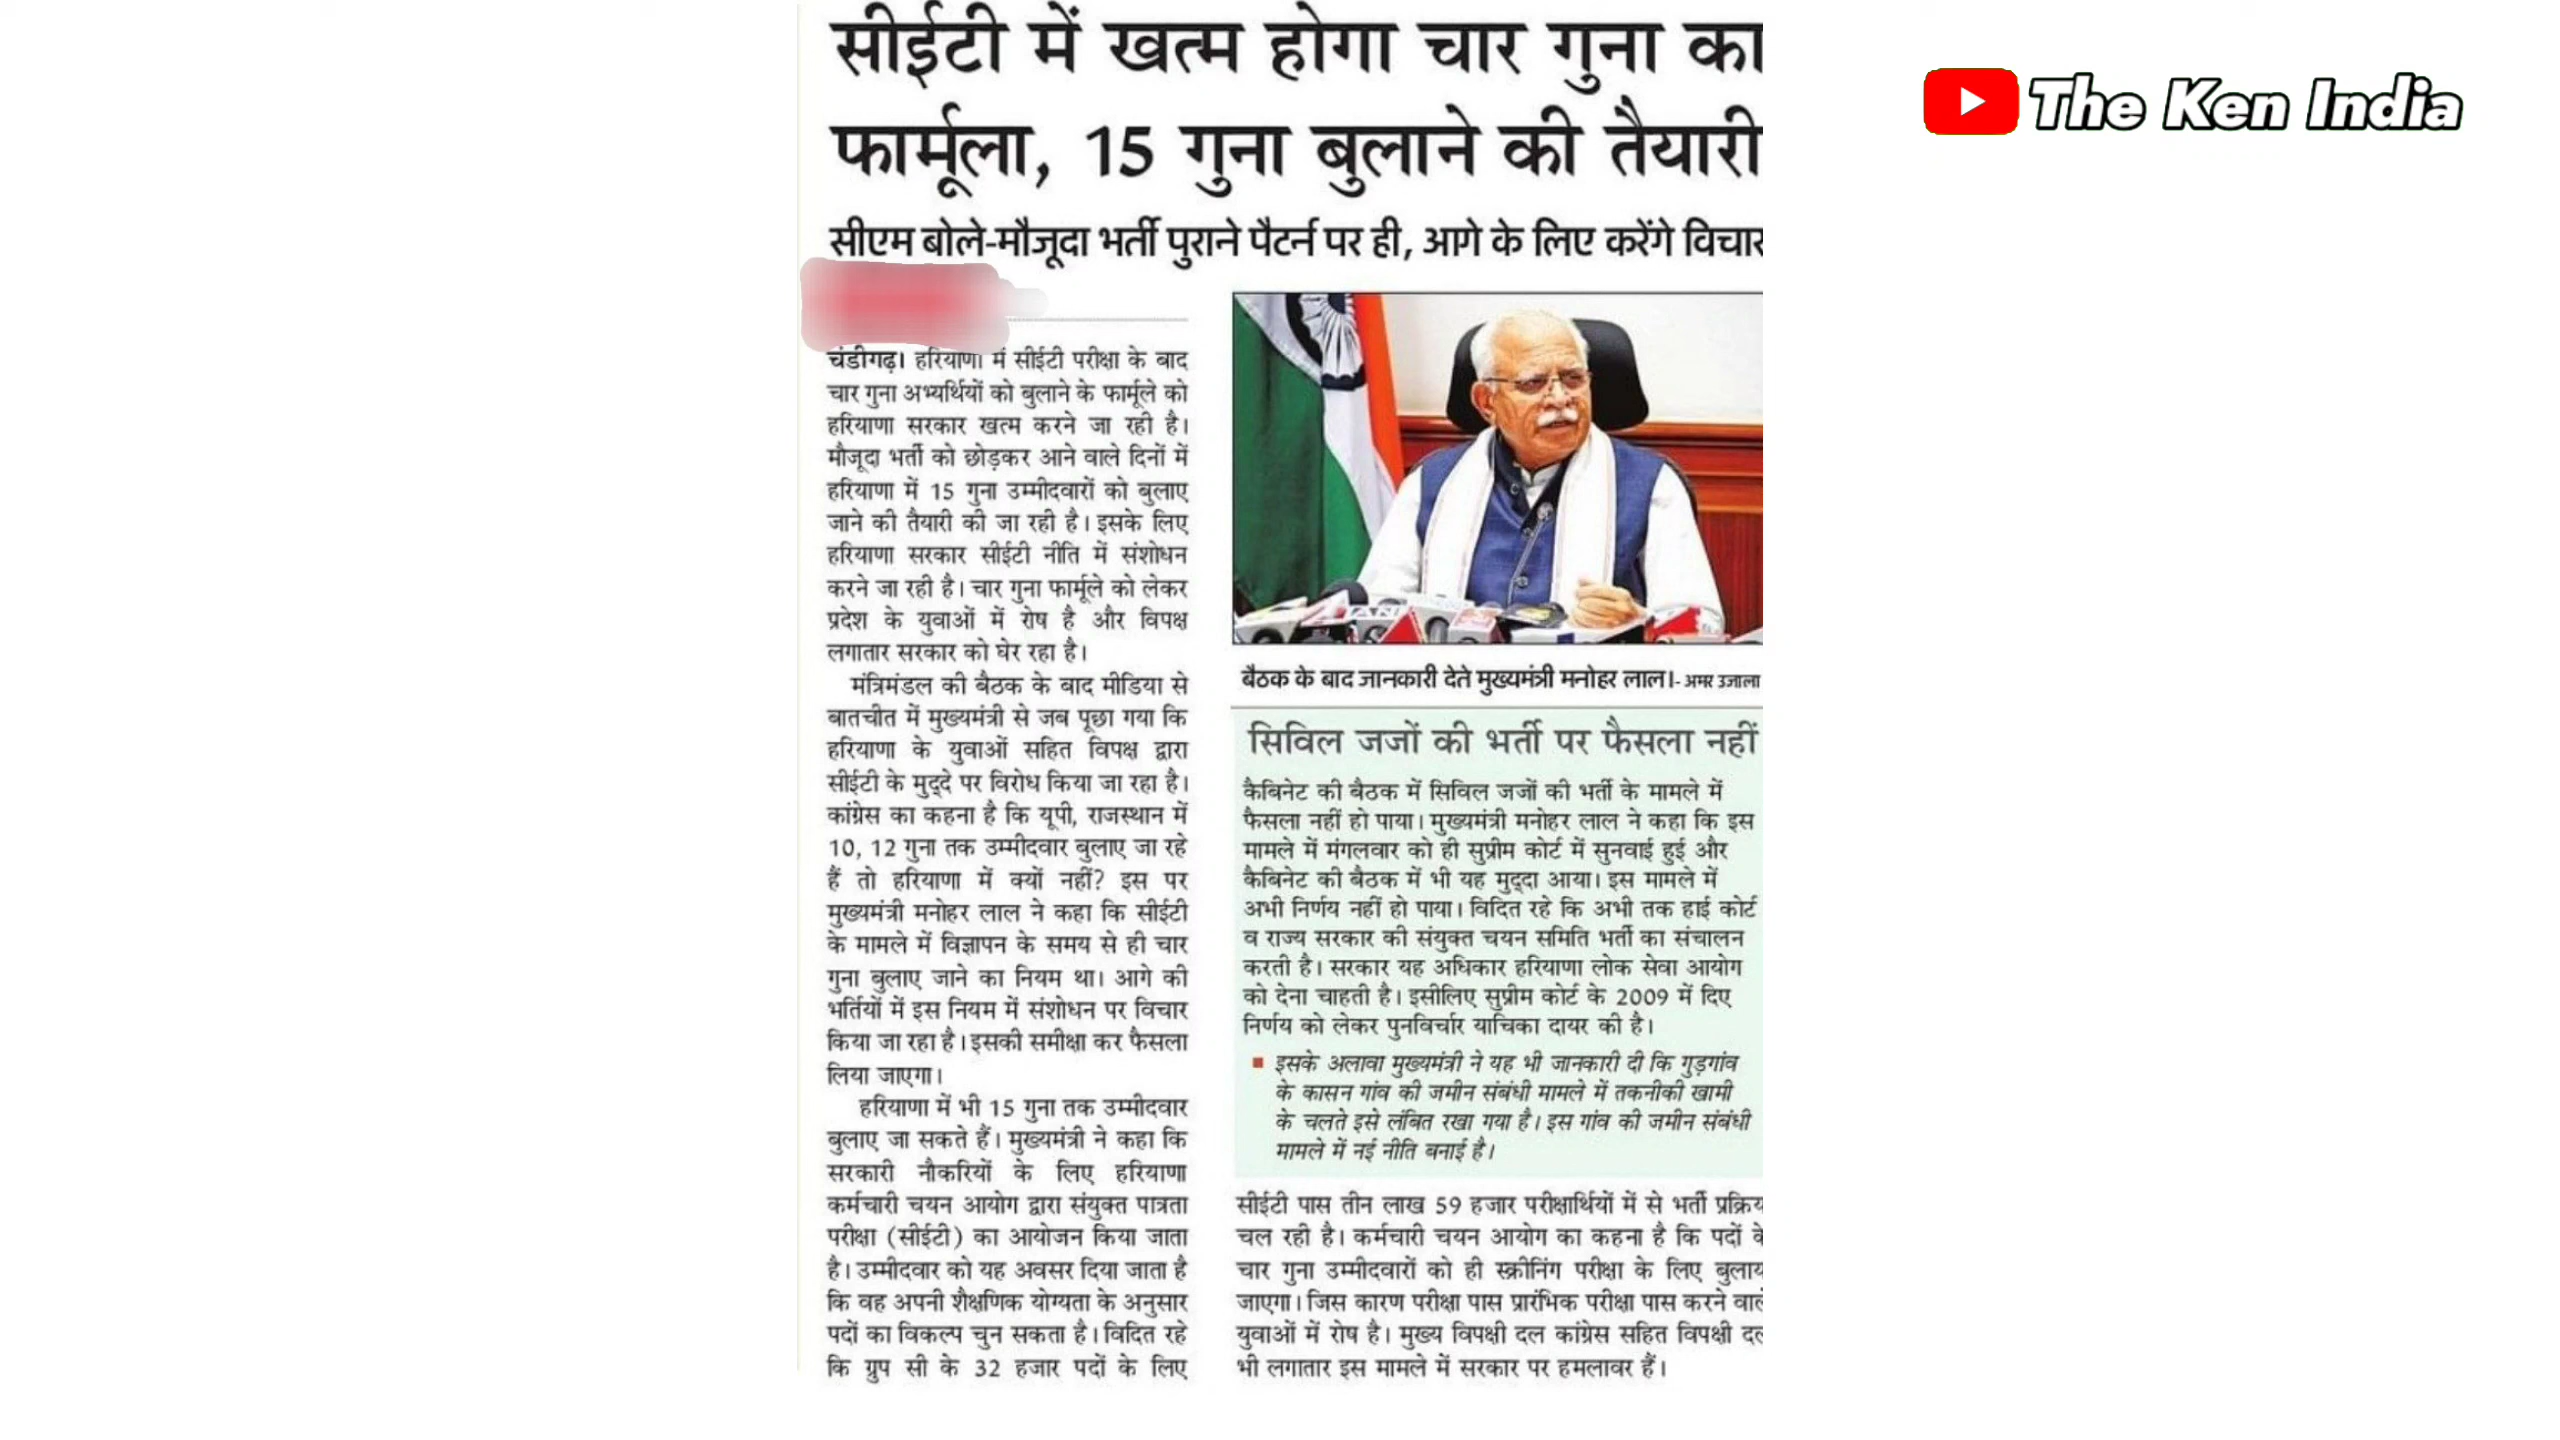 सीईटी में खत्म होगा चार गुना का
फार्मूला, 15 गुना बुलाने की तैयारी
सीएम बोले-मौजूदा भर्ती पुराने पैटर्न पर ही, आगे के लिए करेंगे विचार
चंडीगढ़। हरियाणा में सीईटी परीक्षा के बाद
चार गुना अभ्यर्थियों को बुलाने के फार्मूले को
हरियाणा सरकार खत्म करने जा रही है।
मौजूदा भर्ती को छोड़कर आने वाले दिनों में
हरियाणा में 15 गुना उम्मीदवारों को बुलाए
जाने की तैयारी की जा रही है। इसके लिए
हरियाणा सरकार सीईटी नीति में संशोधन
करने जा रही है। चार गुना फार्मूले को लेकर
प्रदेश के युवाओं में रोष है और विपक्ष
लगातार सरकार को घेर रहा है।
मंत्रिमंडल की बैठक के बाद मीडिया से
बातचीत में मुख्यमंत्री से जब पूछा गया कि
हरियाणा के युवाओं सहित विपक्ष द्वारा
सीईटी के मुद्दे पर विरोध किया जा रहा है।
कांग्रेस का कहना है कि यूपी, राजस्थान में
10, 12 गुना तक उम्मीदवार बुलाए जा रहे
हैं तो हरियाणा में क्यों नहीं? इस पर
मुख्यमंत्री मनोहर लाल ने कहा कि सीईटी
के मामले में विज्ञापन के समय से ही चार
गुना बुलाए जाने का नियम था। आगे की
भर्तियों में इस नियम में संशोधन पर विचार
किया जा रहा है। इसकी समीक्षा कर फैसला
लिया जाएगा।
हरियाणा में भी 15 गुना तक उम्मीदवार
बुलाए जा सकते हैं। मुख्यमंत्री ने कहा कि
सरकारी नौकरियों के लिए हरियाणा
कर्मचारी चयन आयोग द्वारा संयुक्त पात्रता
परीक्षा (सीईटी) का आयोजन किया जाता
है। उम्मीदवार को यह अवसर दिया जाता है
कि वह अपनी शैक्षणिक योग्यता के अनुसार
पदों का विकल्प चुन सकता है। विदित रहे
कि ग्रुप सी के 32 हजार पदों के लिए
ANI
बैठक के बाद जानकारी देते मुख्यमंत्री मनोहर लाल।- अमर उजाला
सिविल जजों की भर्ती पर फैसला नहीं
कैबिनेट की बैठक में सिविल जजों की भर्ती के मामले में
फैसला नहीं हो पाया। मुख्यमंत्री मनोहर लाल ने कहा कि इस
मामले में मंगलवार को ही सुप्रीम कोर्ट में सुनवाई हुई और
कैबिनेट की बैठक में भी यह मुद्दा आया। इस मामले में
अभी निर्णय नहीं हो पाया। विदित रहे कि अभी तक हाई कोर्ट
व राज्य सरकार की संयुक्त चयन समिति भर्ती का संचालन
करती है। सरकार यह अधिकार हरियाणा लोक सेवा आयोग
को देना चाहती है। इसीलिए सुप्रीम कोर्ट के 2009 में दिए
निर्णय को लेकर पुनविर्चार याचिका दायर की है।
इसके अलावा मुख्यमंत्री ने यह भी जानकारी दी कि गुड़गांव
के कासन गांव की जमीन संबंधी मामले में तकनीकी खामी
के चलते इसे लंबित रखा गया है। इस गांव की जमीन संबंधी
मामले में नई नीति बनाई है।
सीईटी पास तीन लाख 59 हजार परीक्षार्थियों में से भर्ती
चल रही है। कर्मचारी चयन आयोग का कहना है कि पदों के
चार गुना उम्मीदवारों को ही स्क्रीनिंग परीक्षा के लिए
जाएगा। जिस कारण परीक्षा पास प्रारंभिक परीक्षा पास करने
युवाओं में रोष है। मुख्य विपक्षी दल कांग्रेस सहित विपक्षी
भी लगातार इस मामले में सरकार पर हमलावर हैं।
The Ken India